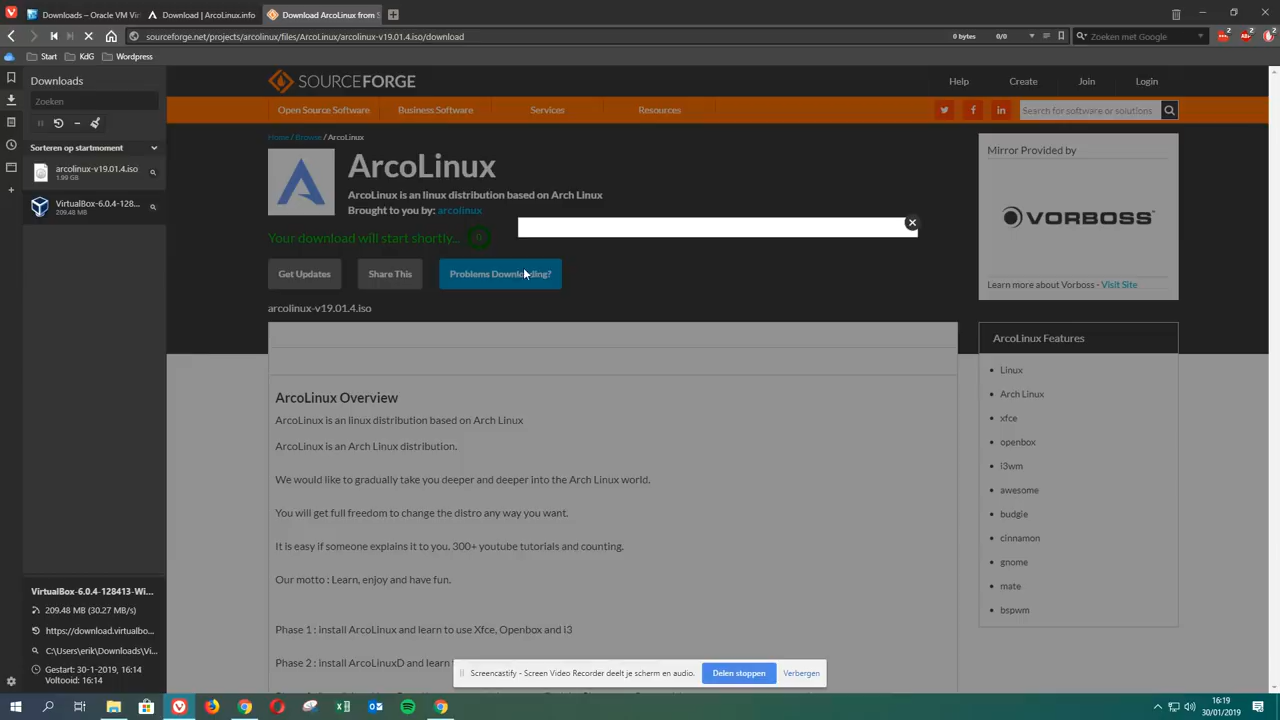 Downloads – Oracle VM Vi
Download | ArcoLinux.info
Download ArcoLinux from S
sourceforge.net/projects/arcolinux/files/ArcoLinux/arcolinux-v19.01.4.iso/download
0 bytes
0/0
Zoeken met Google
Start
KdG
Wordpress
Downloads
Zoeken
Sorteren op startmoment
arcolinux-v19.01.4.iso
1.99 GB
VirtualBox-6.0.4-128...
209.48 MB
SOURCEFORGE
Help
Create
Join
Login
Open Source Software
Business Software
Services
Resources
Search for software or solutions
Home / Browse / ArcoLinux
ArcoLinux
ArcoLinux is an linux distribution based on Arch Linux
Brought to you by: arcolinux
Your download will start shortly... 0
Get Updates
Share This
Problems Downloading?
arcolinux-v19.01.4.iso
Mirror Provided by
VORBOSS
Learn more about Vorboss - Visit Site
ArcoLinux Overview
ArcoLinux is an linux distribution based on Arch Linux
ArcoLinux is an Arch Linux distribution.
We would like to gradually take you deeper and deeper into the Arch Linux world.
You will get full freedom to change the distro any way you want.
It is easy if someone explains it to you. 300+ youtube tutorials and counting.
Our motto : Learn, enjoy and have fun.
Phase 1 : install ArcoLinux and learn to use Xfce, Openbox and i3
Phase 2 : install ArcoLinuxD and learn
ArcoLinux Features
Linux
Arch Linux
xfce
openbox
i3wm
awesome
budgie
cinnamon
gnome
mate
bspwm
VirtualBox-6.0.4-128413-Wi...
209.48 MB (30.27 MB/s)
https://download.virtualbo...
C:\Users\erik\Downloads\Vi...
Gestart: 30-1-2019, 16:14
Voltooid: 16:14
Screencastify - Screen Video Recorder deelt je scherm en audio.
Delen stoppen
Verbergen
16:19
30/01/2019